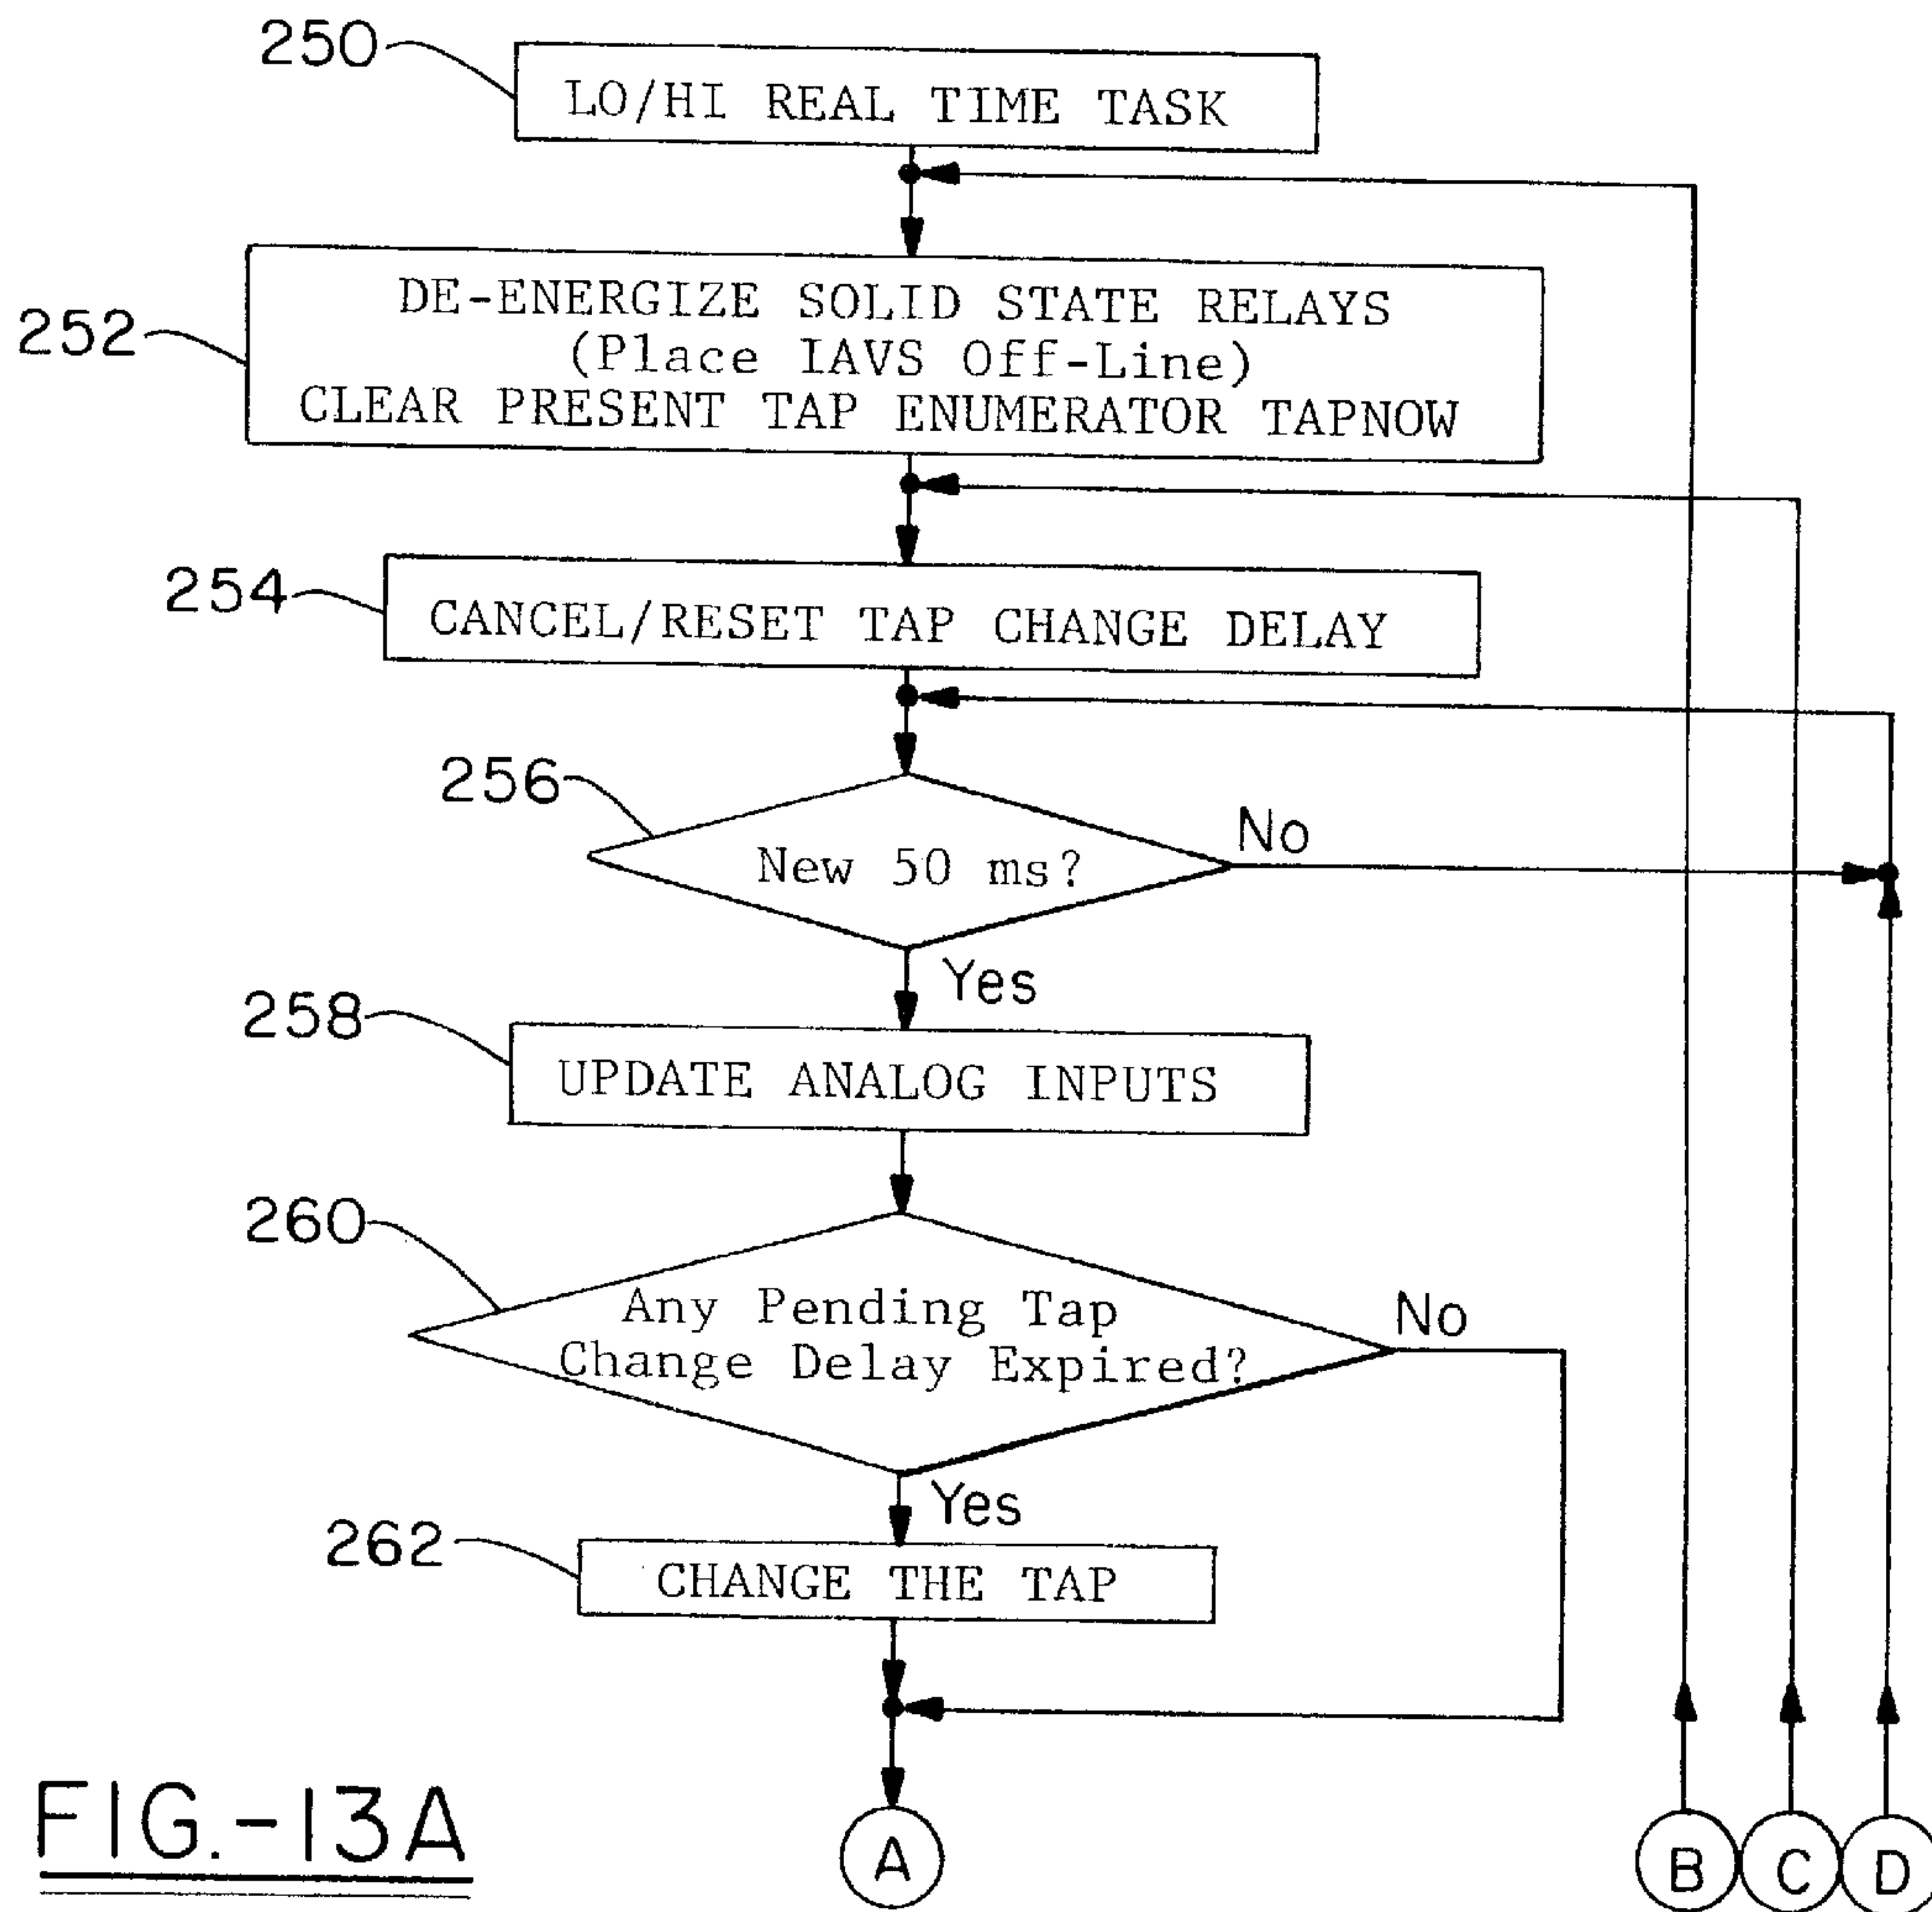 250
LO/HI REAL TIME TASK
252
DE-ENERGIZE SOLID STATE RELAYS
(Place IAVS Off-Line)
CLEAR PRESENT TAP ENUMERATOR TAPNOW
254
CANCEL/RESET TAP CHANGE DELAY
256
New 50 ms?
No
Yes
258
UPDATE ANALOG INPUTS
260
Any Pending Tap
Change Delay Expired?
No
Yes
262
CHANGE THE TAP
FIG.-13A
A
B
C
D